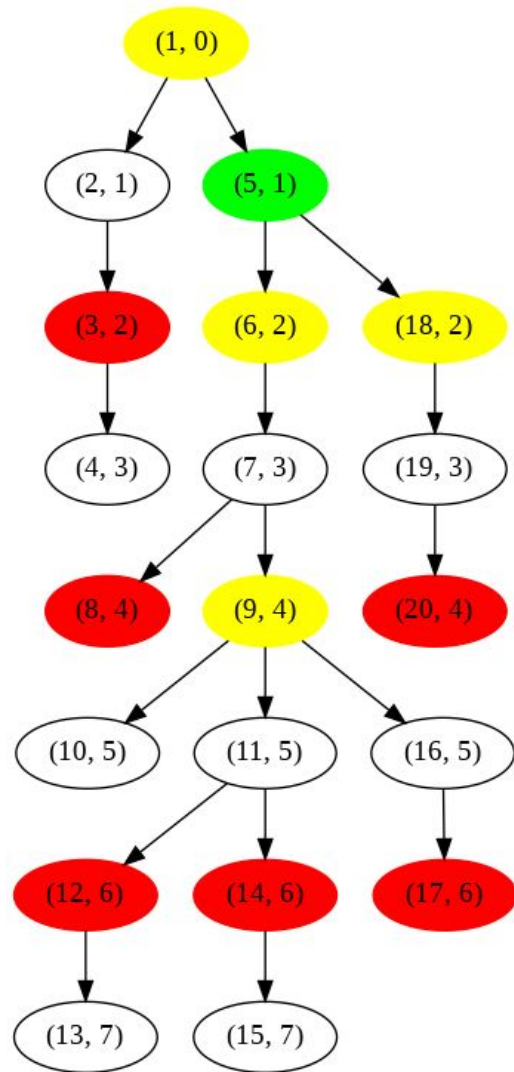 (1, 0)
(2, 1) (5, 1)
(3, 2) (6, 2) (18, 2)
(4, 3) (7, 3) (19, 3)
(8, 4) (9, 4) (20, 4)
(10, 5) (11, 5) (16, 5)
(12, 6) (14, 6) (17, 6)
(13, 7) (15, 7)